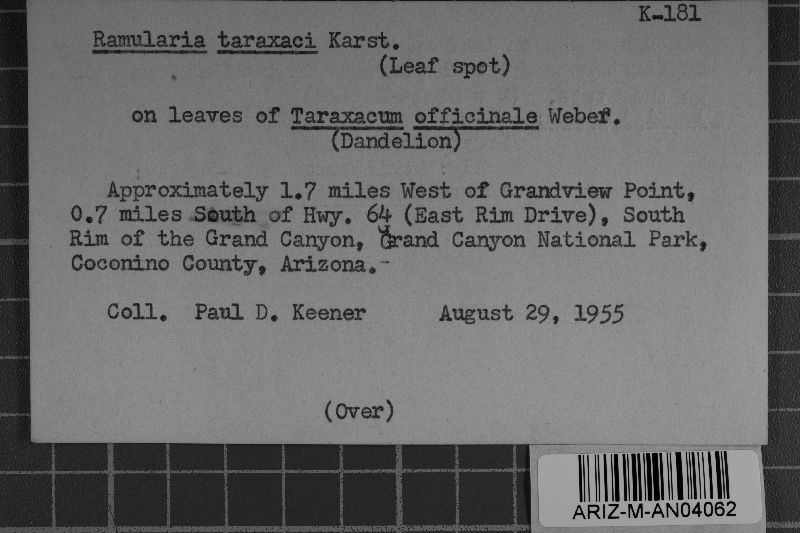 K-181
Ramularia taraxaci Karst.
(Leaf spot)
on leaves of Taraxacum officinale Weber.
(Dandelion)
Approximately 1.7 miles West of Grandview Point,
0.7 miles South of Hwy. 64 (East Rim Drive), South
Rim of the Grand Canyon, Grand Canyon National Park,
Coconino County, Arizona.-
Coll. Paul D. Keener August 29, 1955
(Over)
ARIZ-M-AN04062